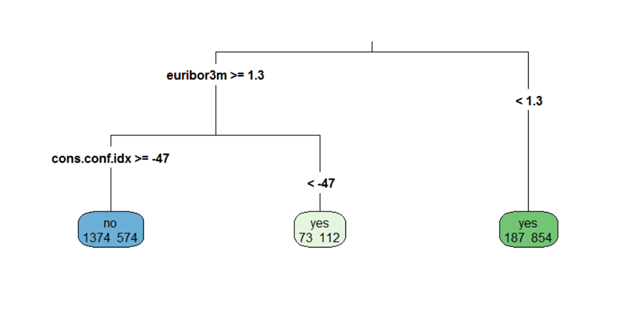 euribor3m >= 1.3
< 1.3
cons.conf.idx >= -47
< -47
no
1374 574
yes
73 112
yes
187 854